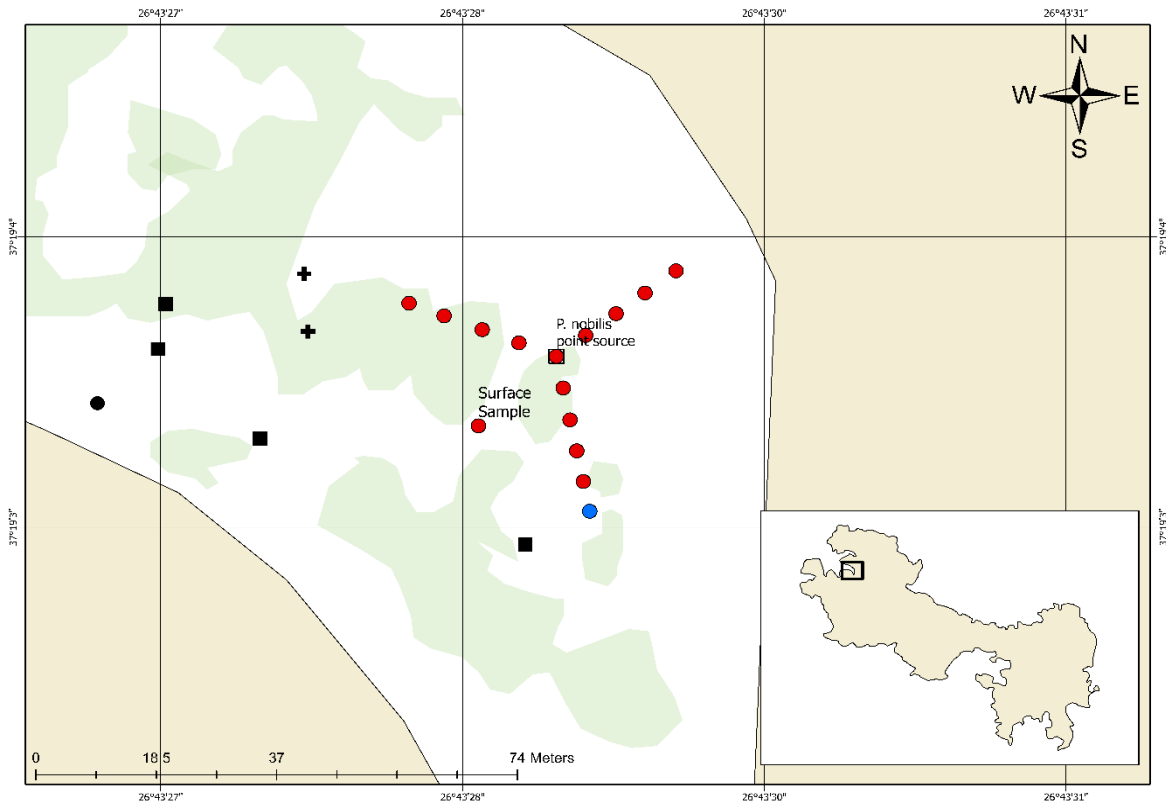 26°43'27" 26°43'28" 26°43'30" 26°43'31"
N
W E
S
37°19'4" 37°19'4"
P. nobilis
point source
Surface
Sample
37°19'3" 37°19'3"
0 18.5 37 74 Meters
26°43'27" 26°43'28" 26°43'30" 26°43'31"